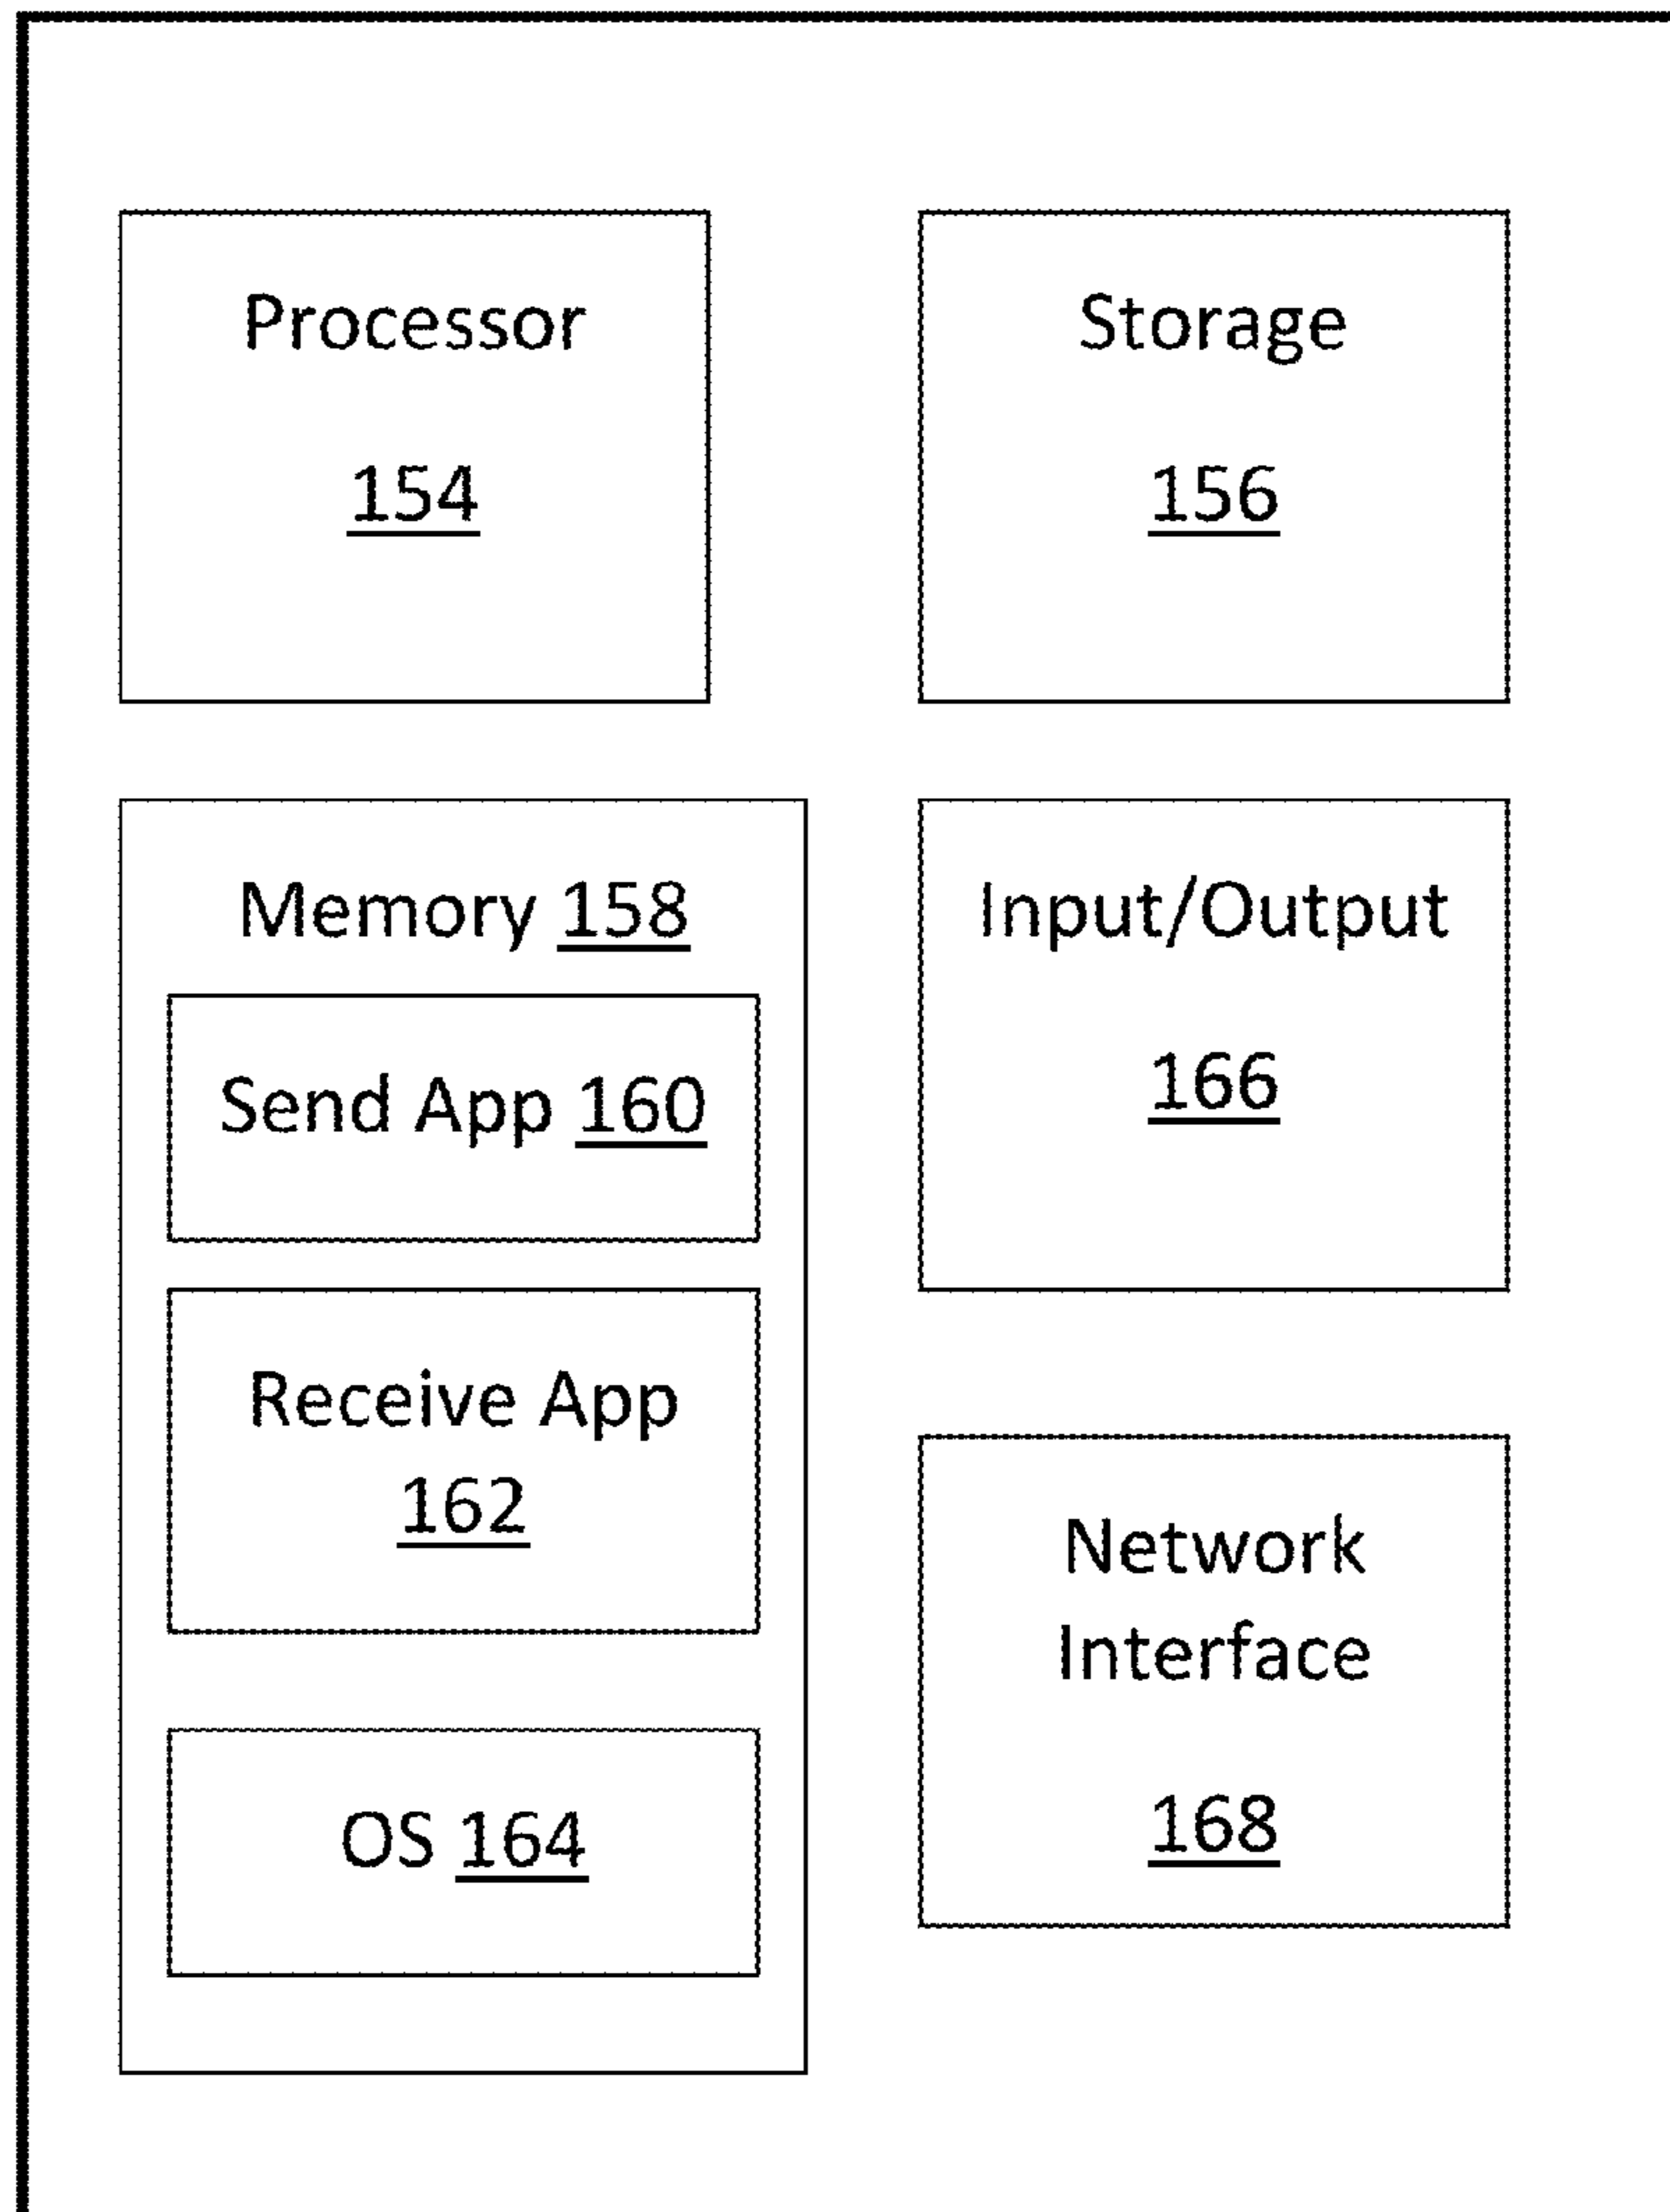 Processor
154
Storage
156
Memory 158
Send App 160
Receive App
162
OS 164
Input/Output
166
Network
Interface
168